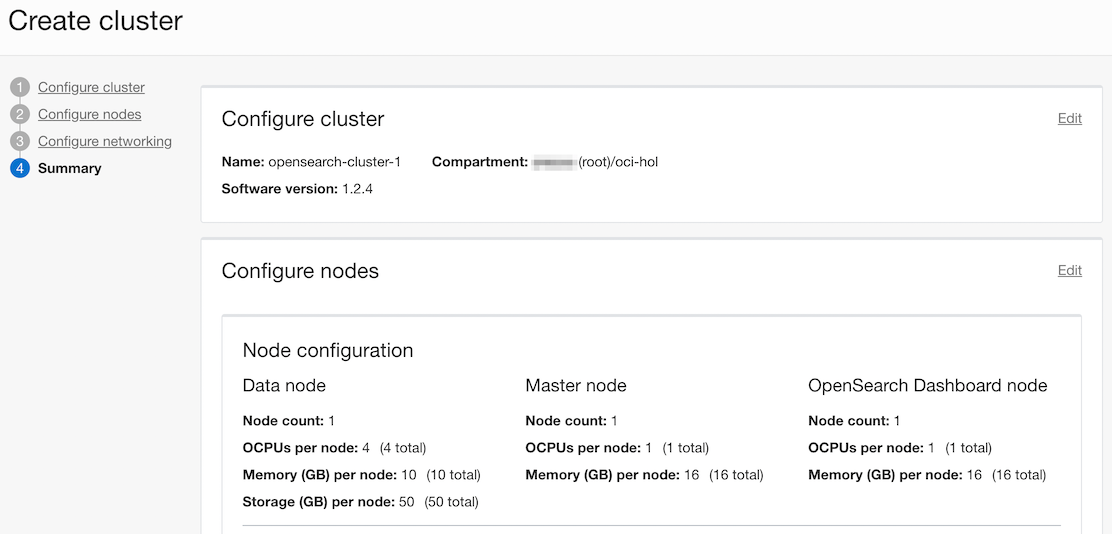 Create cluster
1 Configure cluster
2 Configure nodes
3 Configure networking
4 Summary
Configure cluster
Edit
Name: opensearch-cluster-1 Compartment: (root)/oci-hol
Software version: 1.2.4
Configure nodes
Edit
Node configuration
Data node
Node count: 1
OCPUs per node: 4 (4 total)
Memory (GB) per node: 10 (10 total)
Storage (GB) per node: 50 (50 total)
Master node
Node count: 1
OCPUs per node: 1 (1 total)
Memory (GB) per node: 16 (16 total)
OpenSearch Dashboard node
Node count: 1
OCPUs per node: 1 (1 total)
Memory (GB) per node: 16 (16 total)